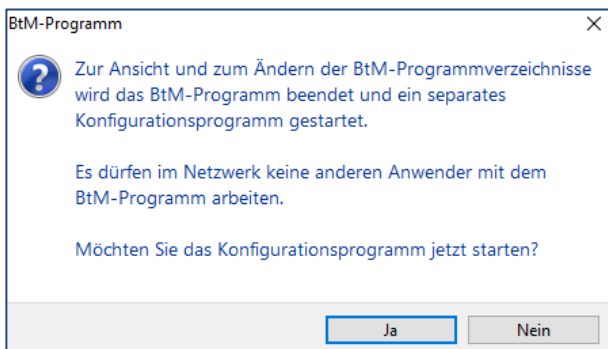 BtM-Programm
Zur Ansicht und zum Ändern der BtM-Programmverzeichnisse
wird das BtM-Programm beendet und ein separates
Konfigurationsprogramm gestartet.
Es dürfen im Netzwerk keine anderen Anwender mit dem
BtM-Programm arbeiten.
Möchten Sie das Konfigurationsprogramm jetzt starten?
Ja
Nein